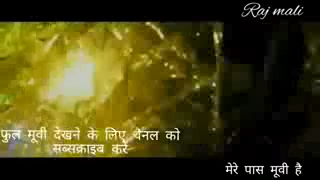 Raj mali
फुल मूवी देखने के लिए चैनल को
सब्सक्राइब करें
मेरे पास मूवी है